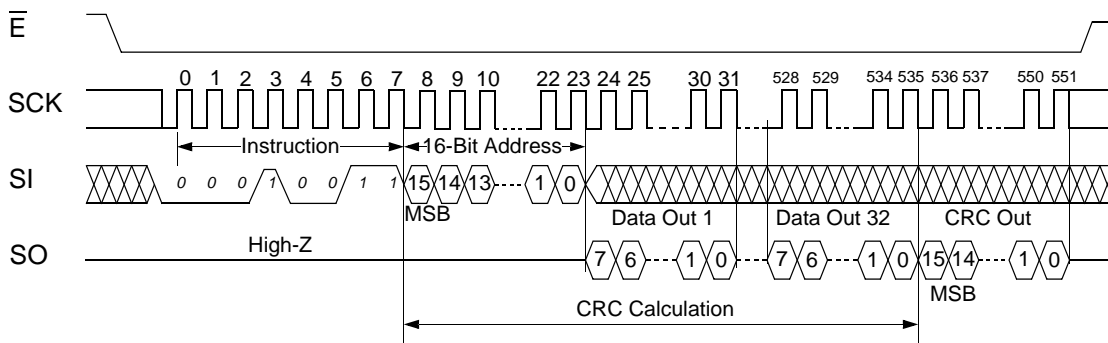 E
0 1 2 3 4 5 6 7 8 9 10 22 23 24 25 30 31 528 529 534 535 536 537 550 551
SCK
Instruction 16-Bit Address
SI 0 0 0 1 0 0 1 1 15 14 13 1 0
MSB Data Out 1 Data Out 32 CRC Out
High-Z
SO 7 6 1 0 7 6 1 0 15 14 1 0
MSB
CRC Calculation